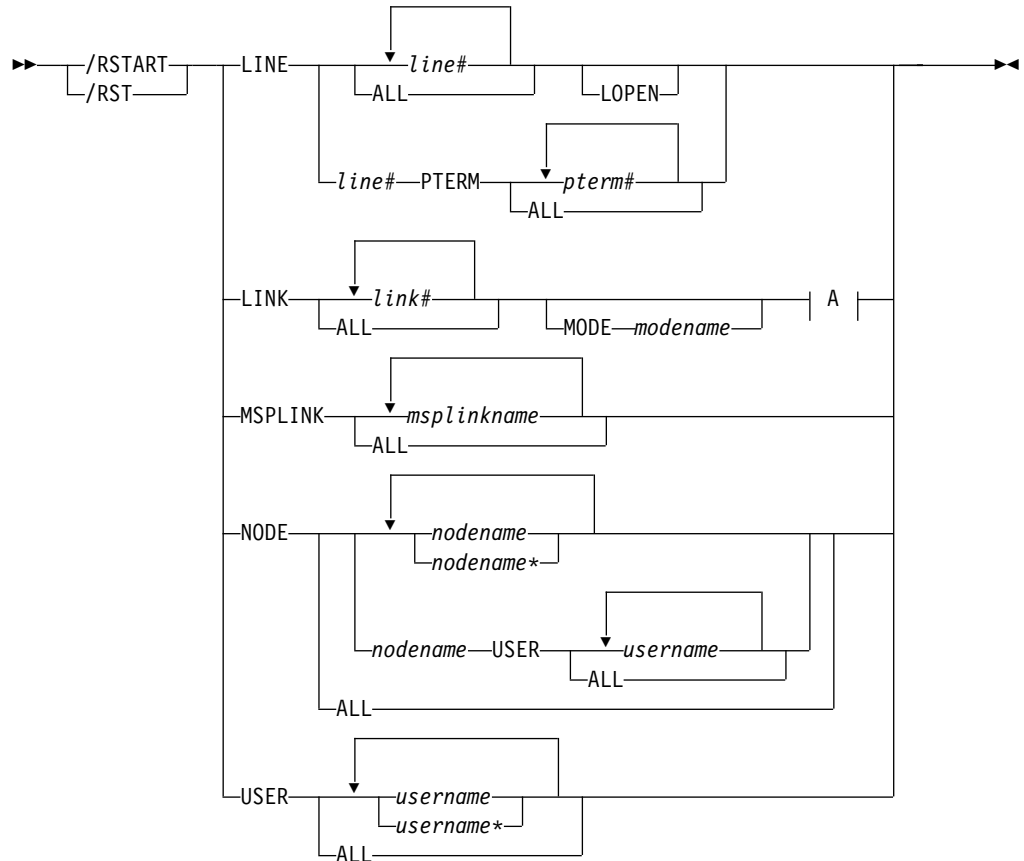 /RSTART LINE line#
/RST ALL LOPEN
line# PTERM pterm#
ALL
LINK link# A
ALL MODE modename
MSPLINK msplinkname
ALL
NODE nodename
nodename*
nodename USER username
ALL
ALL
USER username
username*
ALL